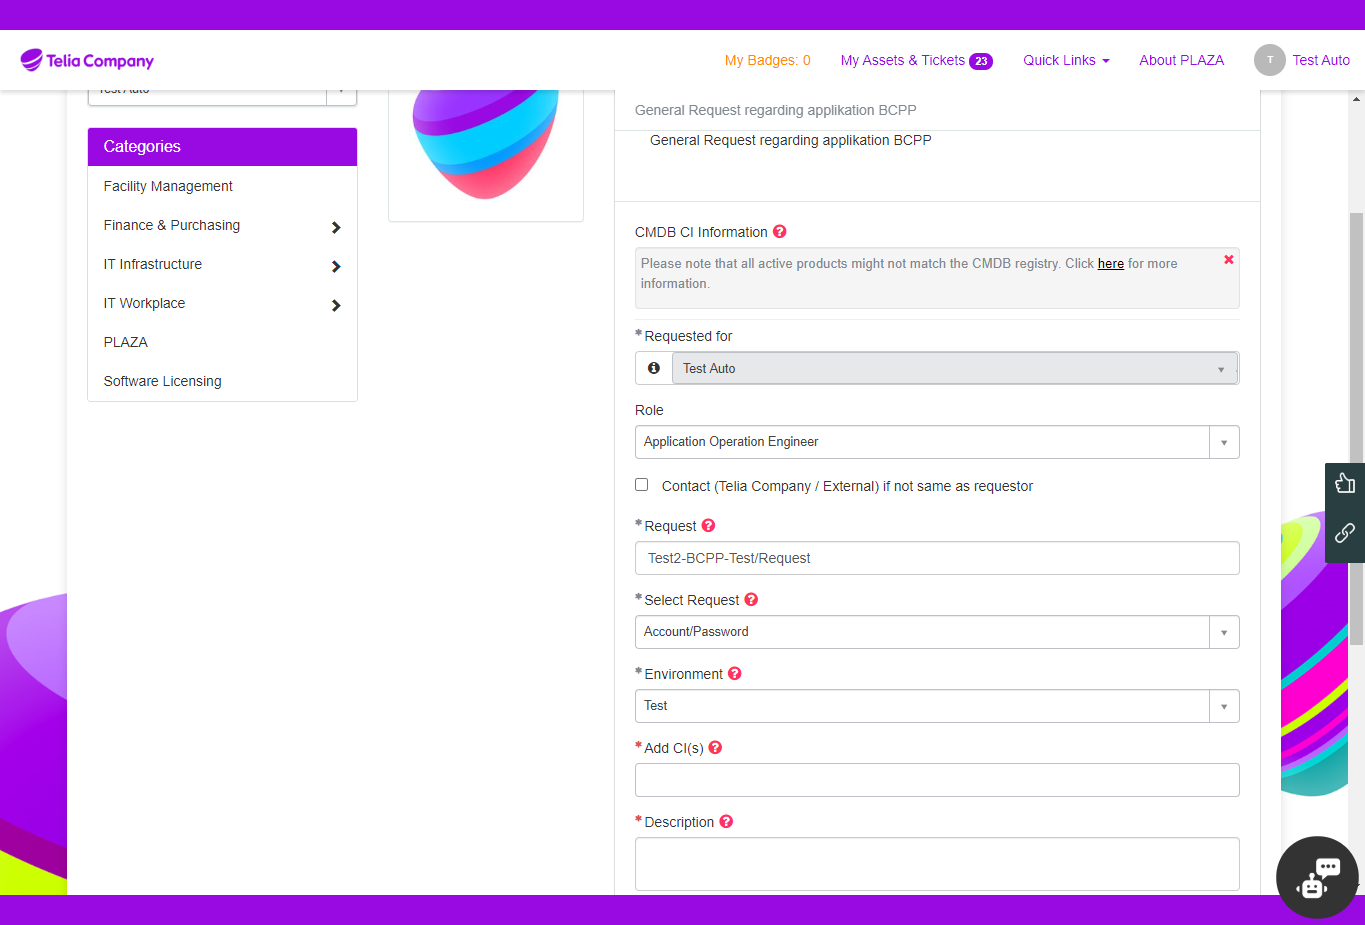 Telia Company
My Badges: 0
My Assets & Tickets 23
Quick Links
About PLAZA
T
Test Auto
Test Auto
Categories
Facility Management
Finance & Purchasing
IT Infrastructure
IT Workplace
PLAZA
Software Licensing
General Request regarding applikation BCPP
General Request regarding applikation BCPP
CMDB CI Information
Please note that all active products might not match the CMDB registry. Click here for more
information.
* Requested for
Test Auto
Role
Application Operation Engineer
Contact (Telia Company / External) if not same as requestor
* Request
Test2-BCPP-Test/Request
* Select Request
Account/Password
* Environment
Test
* Add CI(s)
* Description